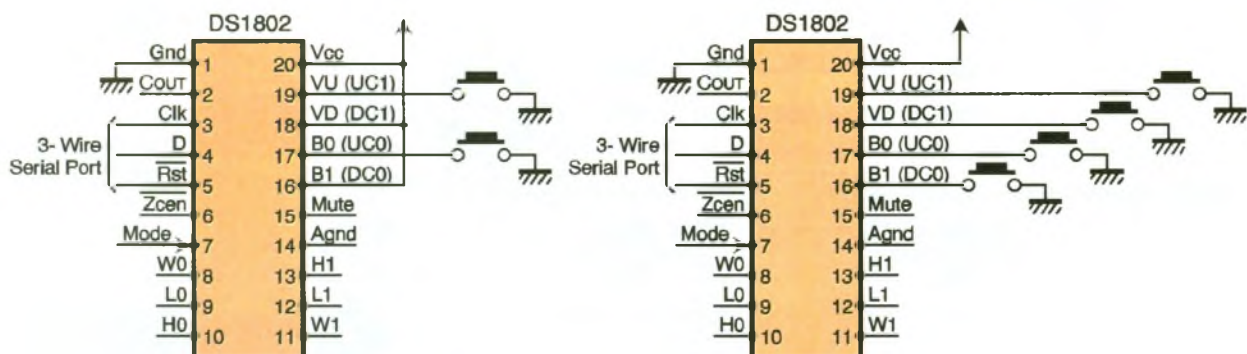 DS1802
Gnd 1 20 Vcc
COUT 2 19 VU (UC1)
Clk 3 18 VD (DC1)
D 4 17 B0 (UC0)
Rst 5 16 B1 (DC0)
Zcen 6 15 Mute
Mode 7 14 Agnd
W0 8 13 H1
L0 9 12 L1
H0 10 11 W1
3- Wire
Serial Port
DS1802
Gnd 1 20 Vcc
COUT 2 19 VU (UC1)
Clk 3 18 VD (DC1)
D 4 17 B0 (UC0)
Rst 5 16 B1 (DC0)
Zcen 6 15 Mute
Mode 7 14 Agnd
W0 8 13 H1
L0 9 12 L1
H0 10 11 W1
3- Wire
Serial Port